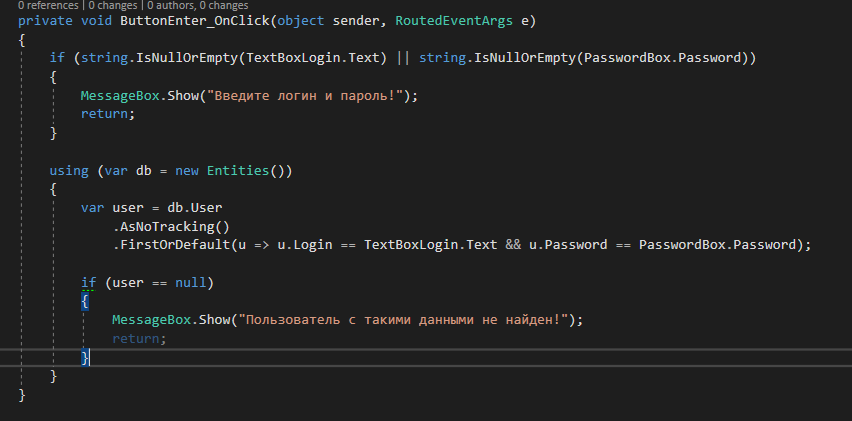 0 references | 0 changes | 0 authors, 0 changes
private void ButtonEnter_OnClick(object sender, RoutedEventArgs e)
{
if (string.IsNullOrEmpty(TextBoxLogin.Text) || string.IsNullOrEmpty(PasswordBox.Password))
{
MessageBox.Show("Введите логин и пароль!");
return;
}
using (var db = new Entities())
{
var user = db.User
.AsNoTracking()
.FirstOrDefault(u => u.Login == TextBoxLogin.Text && u.Password == PasswordBox.Password);
if (user == null)
{
MessageBox.Show("Пользователь с такими данными не найден!");
return;
}
}
}